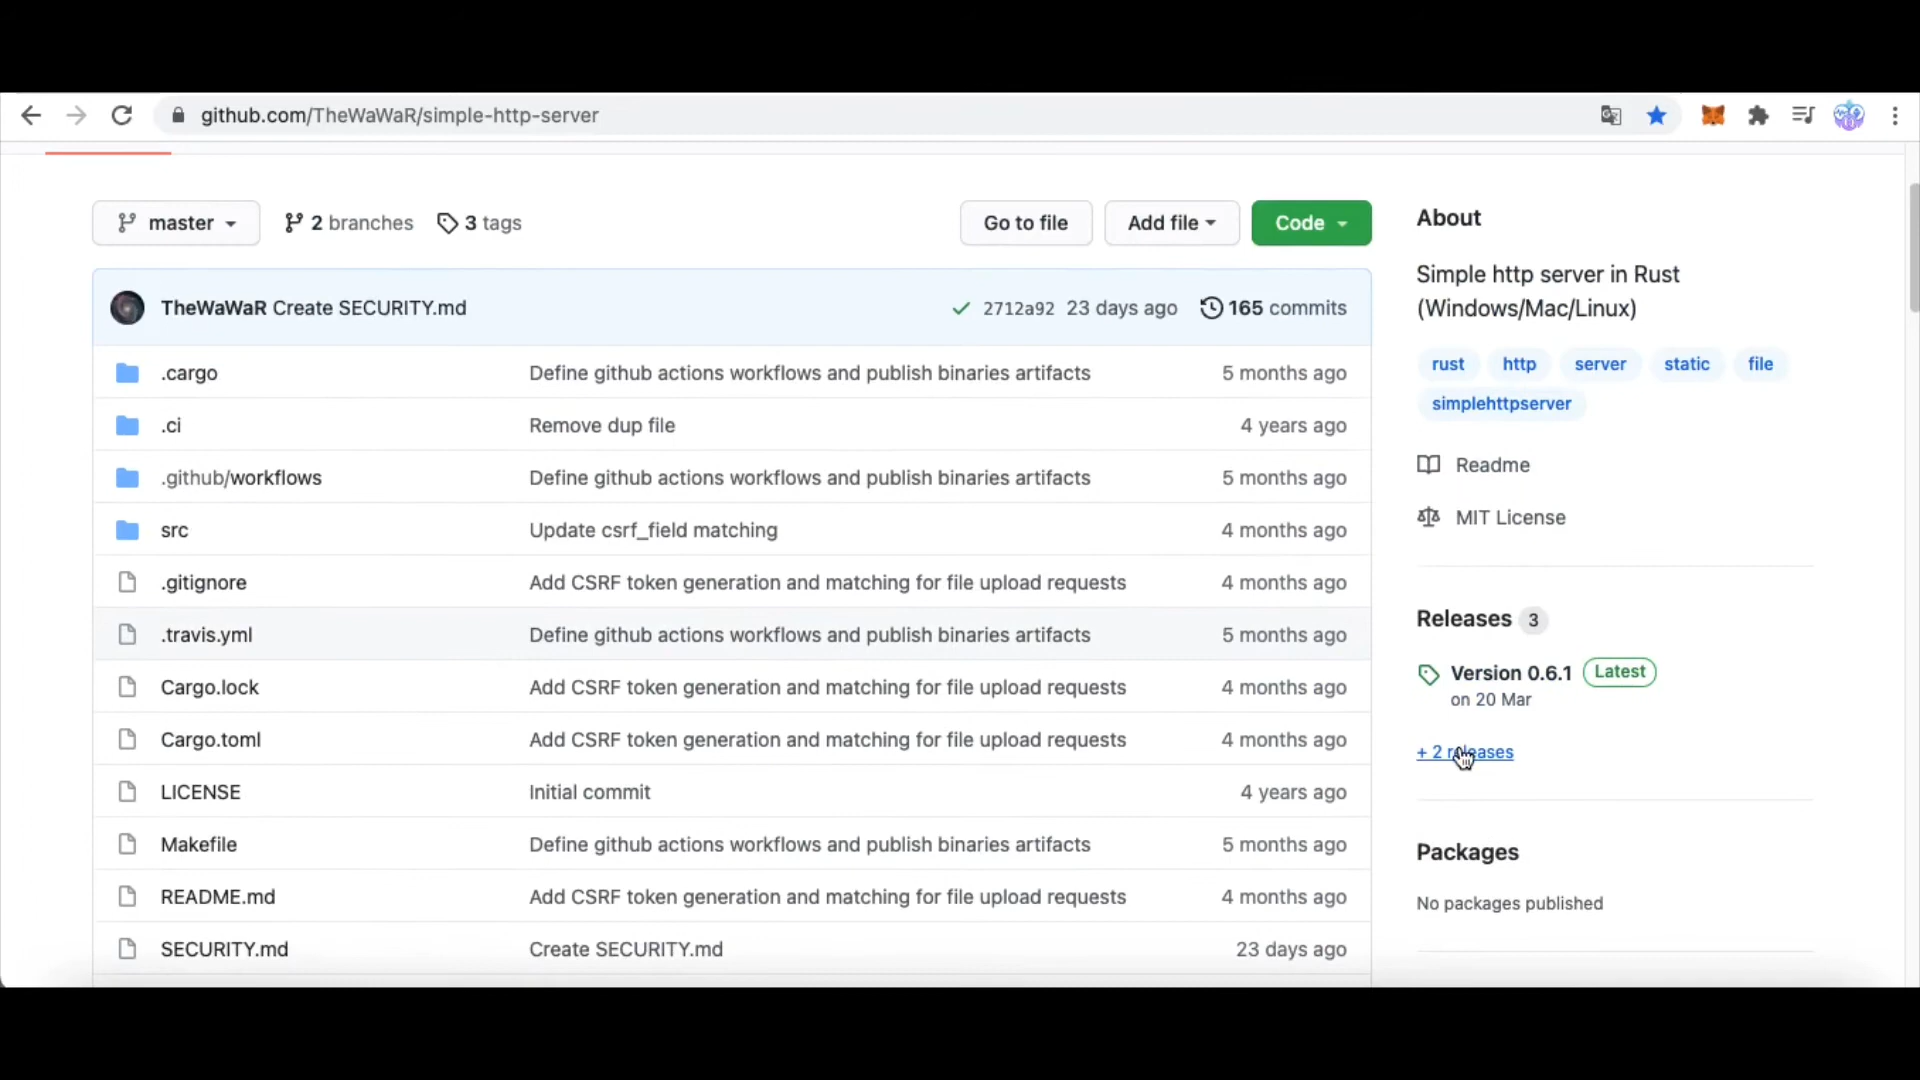 github.com/TheWaWaR/simple-http-server
master 2 branches 3 tags Go to file Add file Code
TheWaWaR Create SECURITY.md 2712a92 23 days ago 165 commits
.cargo Define github actions workflows and publish binaries artifacts 5 months ago
.ci Remove dup file 4 years ago
.github/workflows Define github actions workflows and publish binaries artifacts 5 months ago
src Update csrf_field matching 4 months ago
.gitignore Add CSRF token generation and matching for file upload requests 4 months ago
.travis.yml Define github actions workflows and publish binaries artifacts 5 months ago
Cargo.lock Add CSRF token generation and matching for file upload requests 4 months ago
Cargo.toml Add CSRF token generation and matching for file upload requests 4 months ago
LICENSE Initial commit 4 years ago
Makefile Define github actions workflows and publish binaries artifacts 5 months ago
README.md Add CSRF token generation and matching for file upload requests 4 months ago
SECURITY.md Create SECURITY.md 23 days ago
About
Simple http server in Rust
(Windows/Mac/Linux)
rust http server static file
simplehttpserver
Readme
MIT License
Releases 3
Version 0.6.1 Latest
on 20 Mar
+ 2 releases
Packages
No packages published